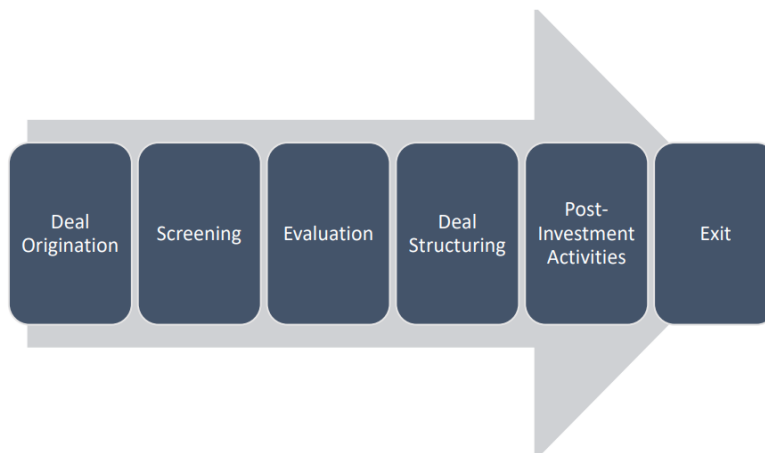 Deal
Origination
Screening
Evaluation
Deal
Structuring
Post-
Investment
Activities
Exit